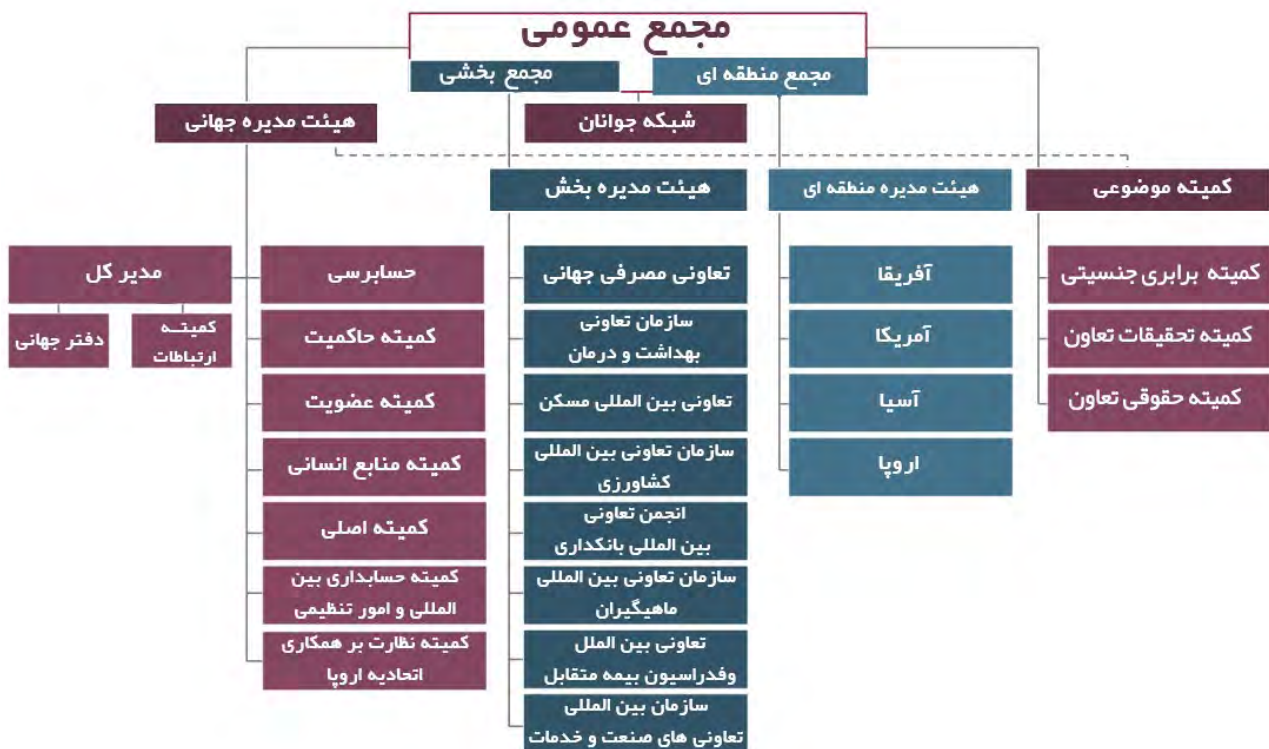 مجمع عمومی
مجمع منطقه ای
مجمع بخشی
شبکه جوانان
هیئت مدیره جهانی
کمیته موضوعی
هیئت مدیره منطقه ای
هیئت مدیره بخش
کمیته برابری جنسیتی
کمیته تحقیقات تعاون
کمیته حقوقی تعاون
آفریقا
آمریکا
آسیا
اروپا
تعاونی مصرفی جهانی
سازمان تعاونی
بهداشت و درمان
تعاونی بین المللی مسکن
سازمان تعاونی بین المللی
کشاورزی
انجمن تعاونی
بین المللی بانکداری
سازمان تعاونی بین المللی
ماهیگیران
تعاونی بین الملل
وفدراسیون بیمه متقابل
سازمان بین المللی
تعاونی های صنعت و خدمات
حسابرسی
کمیته حاکمیت
کمیته عضویت
کمیته منابع انسانی
کمیته اصلی
کمیته حسابداری بین
المللی و امور تنظیمی
کمیته نظارت بر همکاری
اتحادیه اروپا
مدیر کل
کمیتــه
ارتباطات
دفتر جهانی